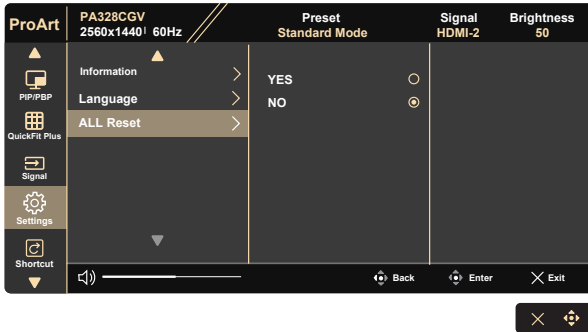 ProArt
PA328CGV
2560x1440 60Hz
Preset
Standard Mode
Signal
HDMI-2
Brightness
50
PIP/PBP
QuickFit Plus
Signal
Settings
Shortcut
Information
Language
ALL Reset
YES
NO
Back
Enter
Exit